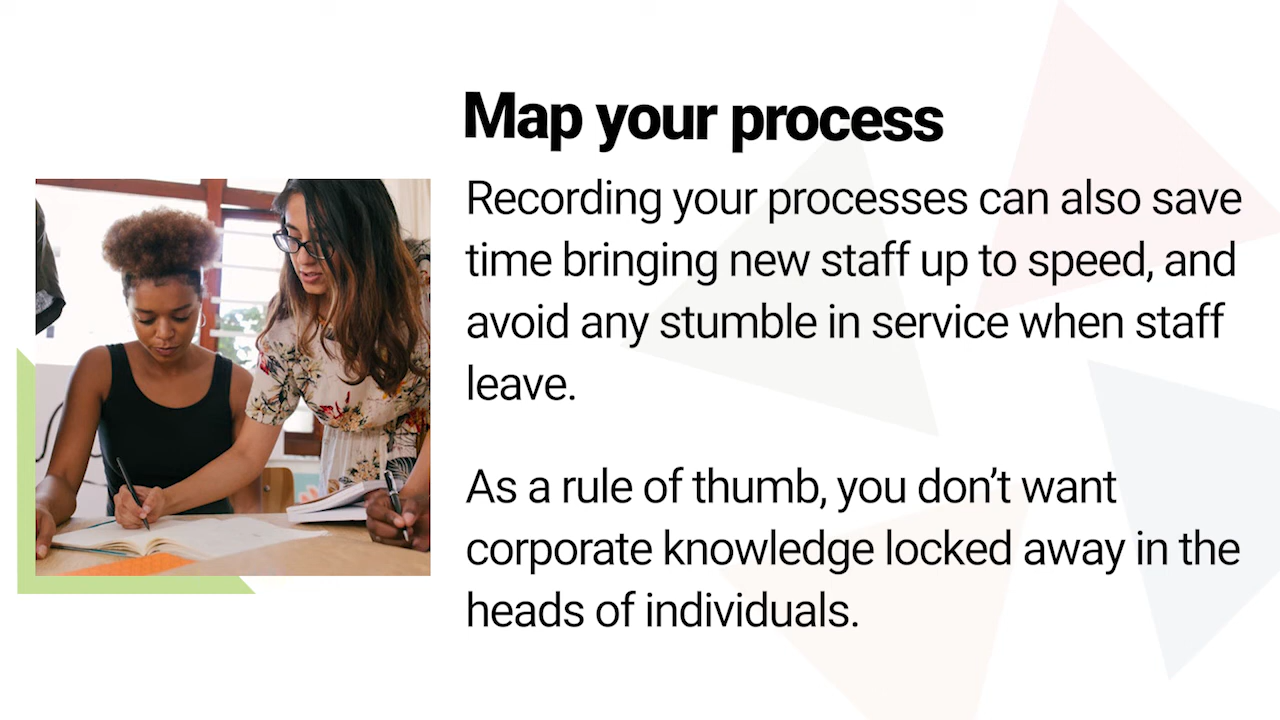 Map your process
Recording your processes can also save
time bringing new staff up to speed, and
avoid any stumble in service when staff
leave.
As a rule of thumb, you don’t want
corporate knowledge locked away in the
heads of individuals.